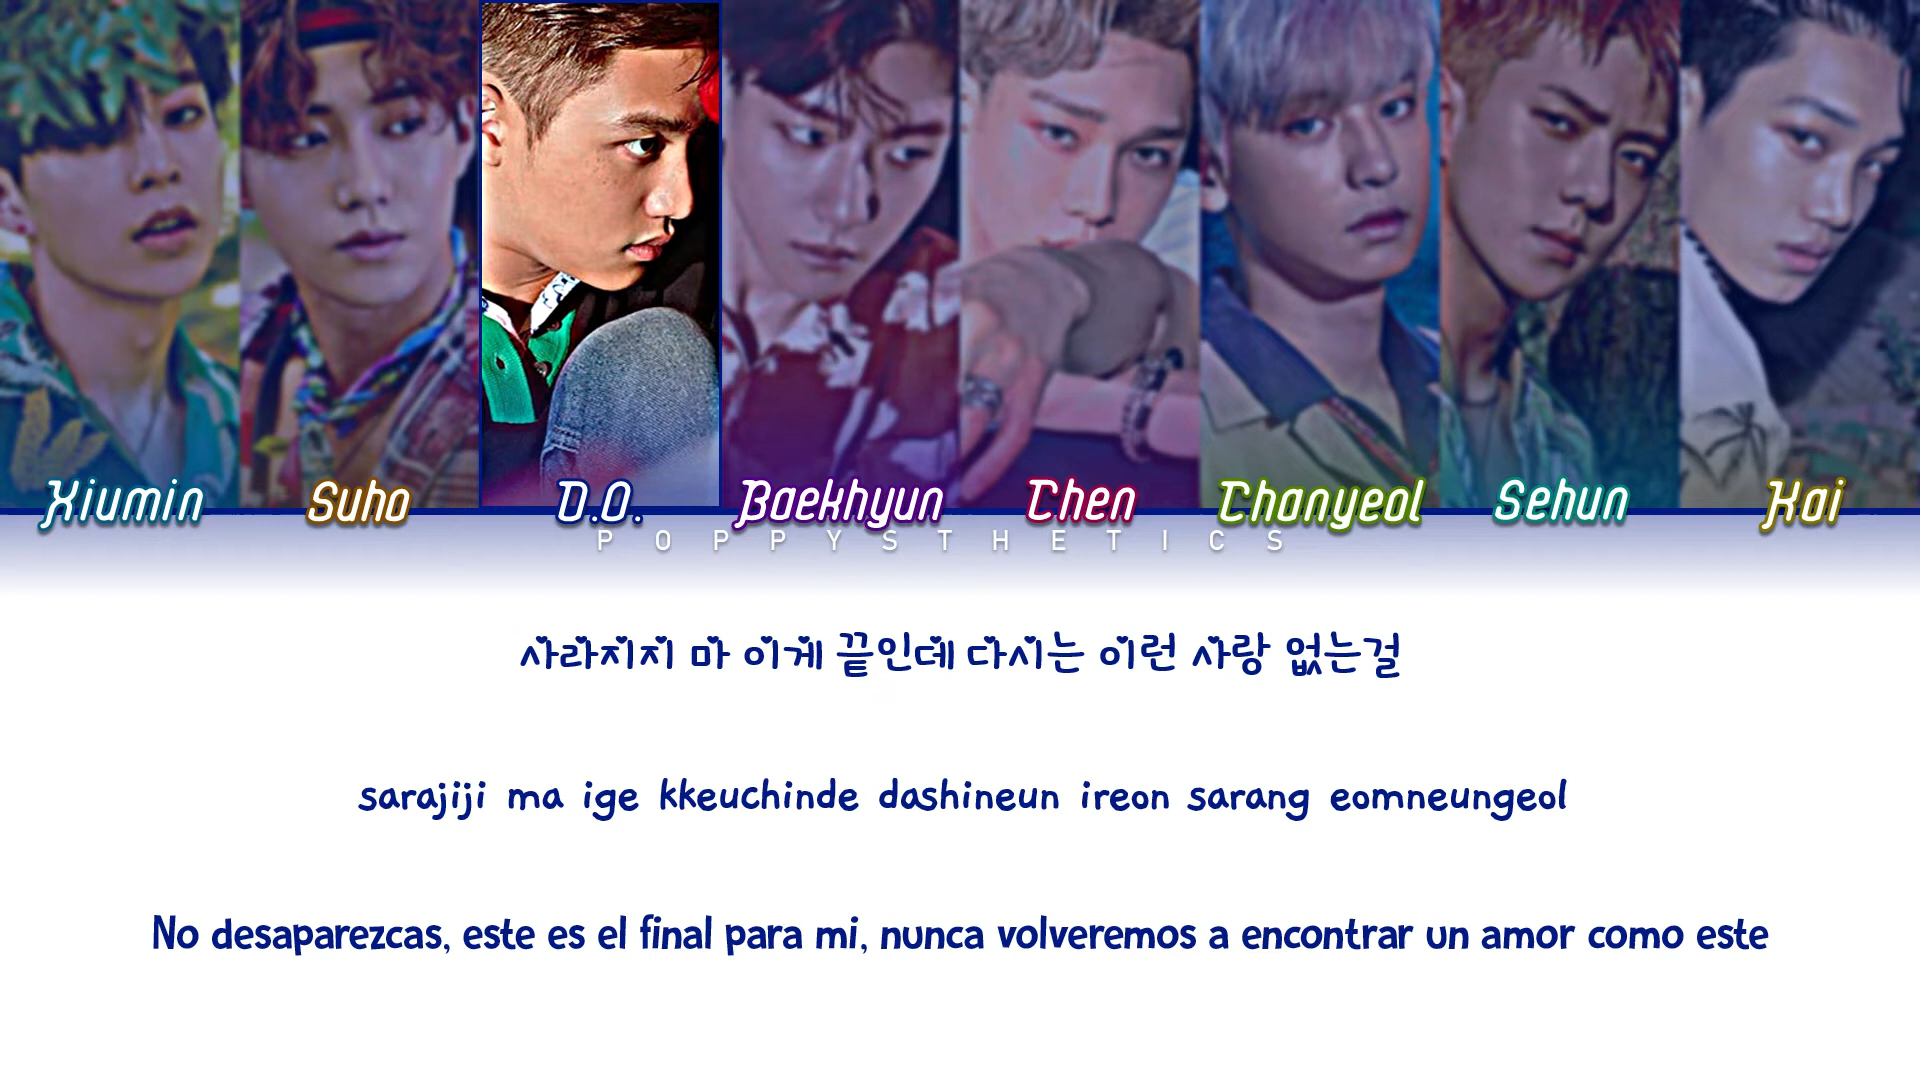 Xiumin Suho D.O. Baekhyun Chen Chanyeol Sehun Kai
POPPYSTHETICS
사라지지 마 이게 끝인데 다시는 이런 사랑 없는걸
sarajiji ma ige kkeuchinde dashineun ireon sarang eomneungeol
No desaparezcas, este es el final para mi, nunca volveremos a encontrar un amor como este